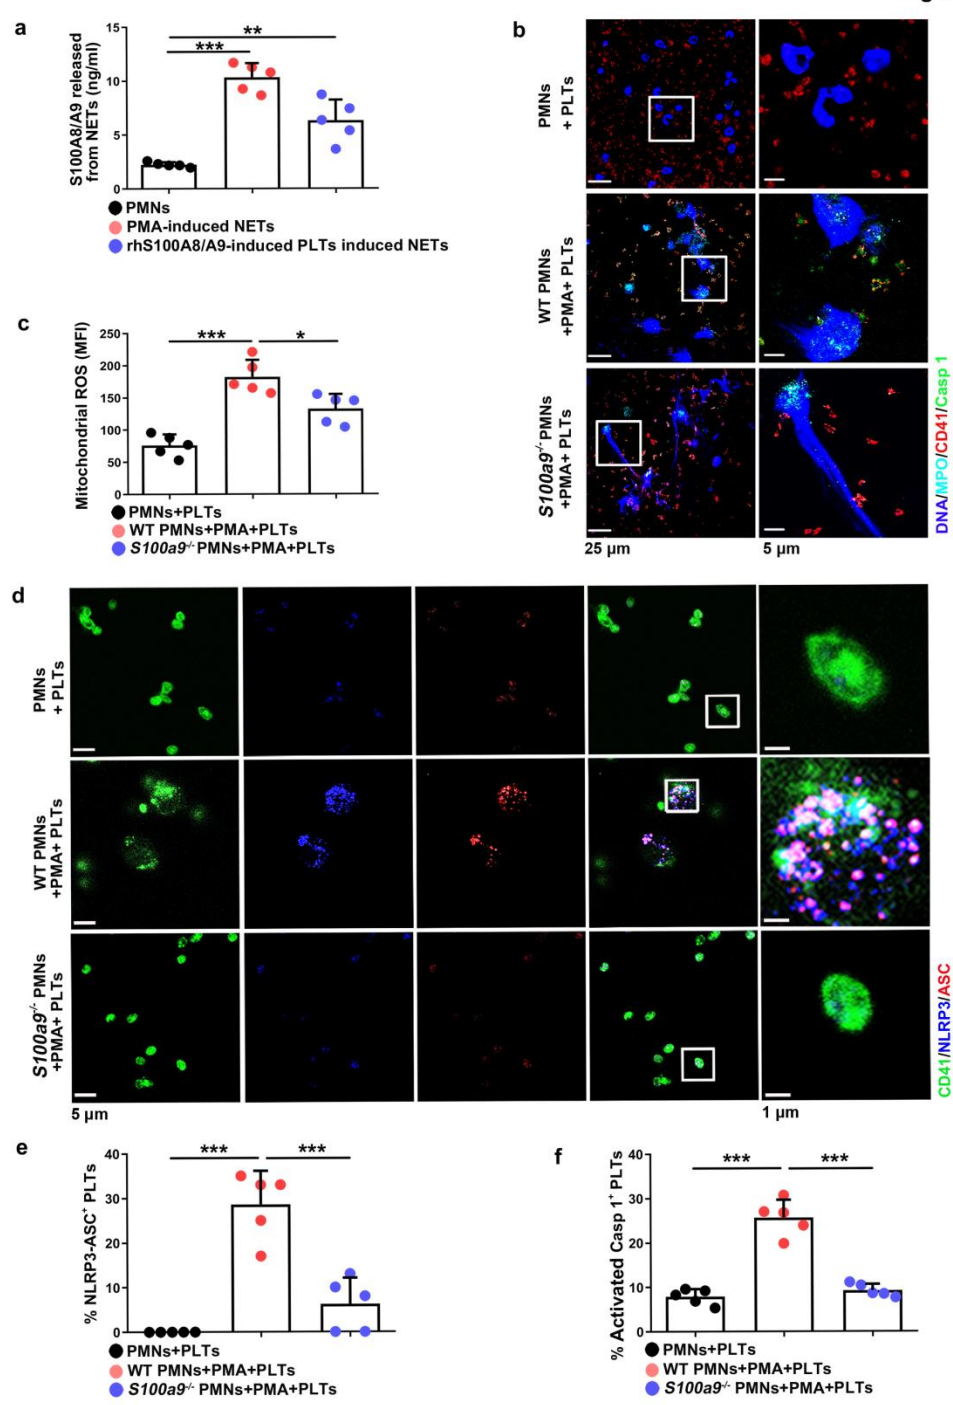 a
S100A8/A9 released
from NETs (ng/ml)
15
10
5
0
***
**
PMNs
PMA-induced NETs
rhS100A8/A9-induced PLTs induced NETs
b
PMNs
+ PLTs
WT PMNs
+PMA+ PLTs
S100a9-/- PMNs
+PMA+ PLTs
25 µm
5 µm
DNA/MPO/CD41/Casp 1
c
Mitochondrial ROS (MFI)
250
200
150
100
50
0
***
*
PMNs+PLTs
WT PMNs+PMA+PLTs
S100a9-/- PMNs+PMA+PLTs
d
PMNs
+ PLTs
WT PMNs
+PMA+ PLTs
S100a9-/- PMNs
+PMA+ PLTs
5 µm
1 µm
CD41/NLRP3/ASC
e
% NLRP3-ASC+ PLTs
40
30
20
10
0
***
***
PMNs+PLTs
WT PMNs+PMA+PLTs
S100a9-/- PMNs+PMA+PLTs
f
% Activated Casp 1+ PLTs
40
30
20
10
0
***
***
PMNs+PLTs
WT PMNs+PMA+PLTs
S100a9-/- PMNs+PMA+PLTs